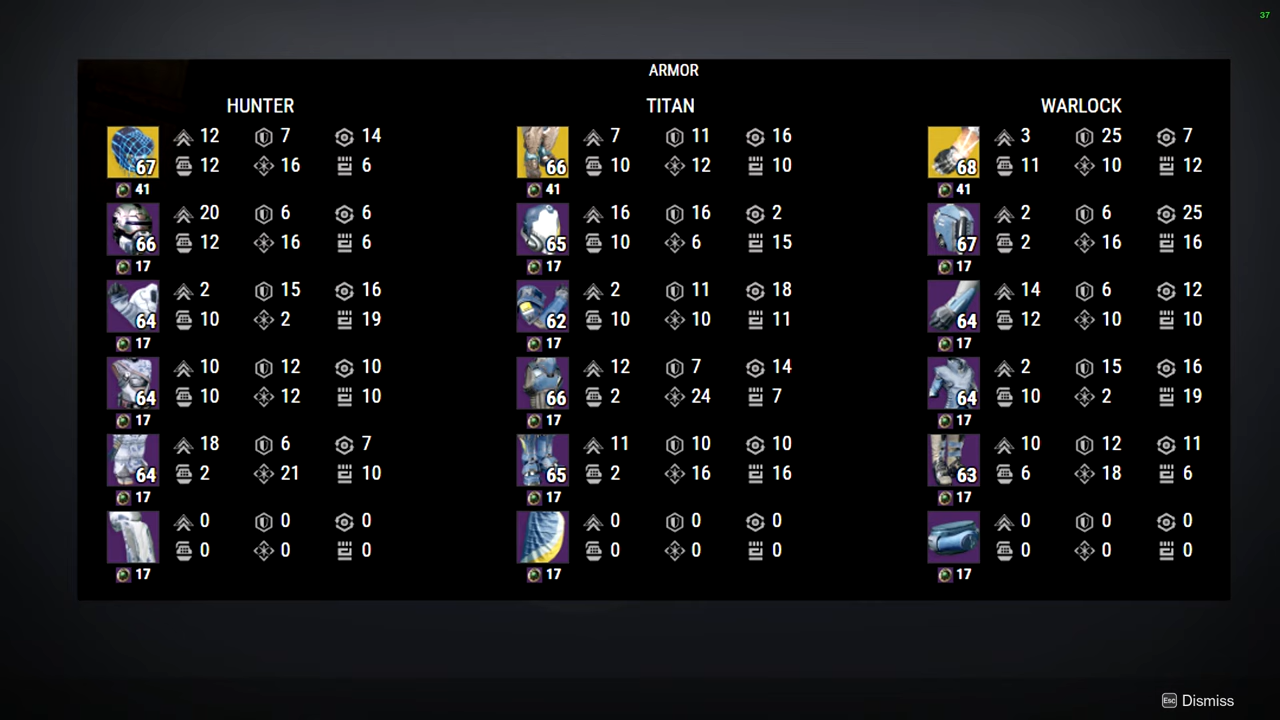 37
ARMOR
HUNTER TITAN WARLOCK
12 7 14 7 11 16 3 25 7
67 12 16 6 66 10 12 10 68 11 10 12
41 41 41
20 6 6 16 16 2 2 6 25
66 12 16 6 65 10 6 15 67 2 16 16
17 17 17
2 15 16 2 11 18 14 6 12
64 10 2 19 62 10 10 11 64 12 10 10
17 17 17
10 12 10 12 7 14 2 15 16
64 10 12 10 66 2 24 7 64 10 2 19
17 17 17
18 6 7 11 10 10 10 12 11
64 2 21 10 65 2 16 16 63 6 18 6
17 17 17
0 0 0 0 0 0 0 0 0
0 0 0 0 0 0 0 0 0
17 17 17
Esc Dismiss